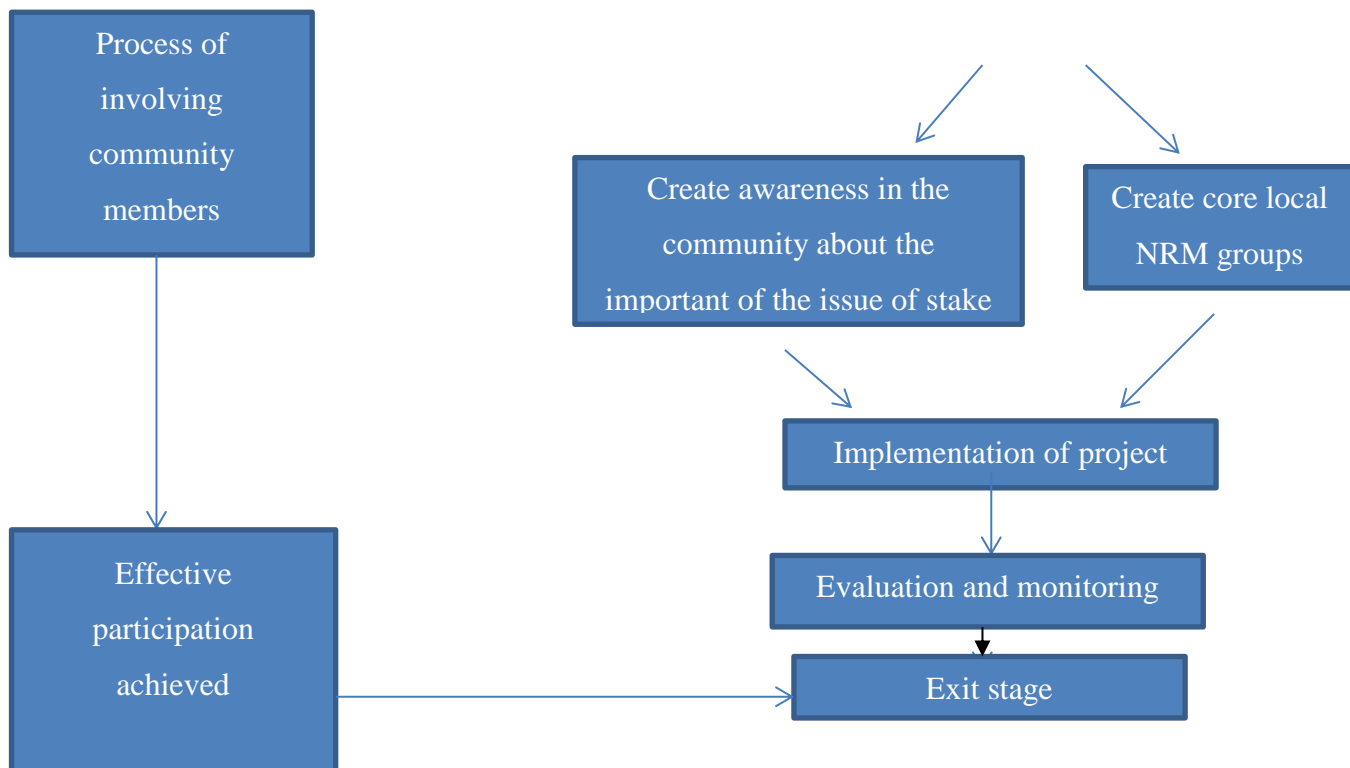 Process of
involving
community
members
Create awareness in the
community about the
important of the issue of stake
Create core local
NRM groups
Implementation of project
Effective
participation
achieved
Evaluation and monitoring
Exit stage